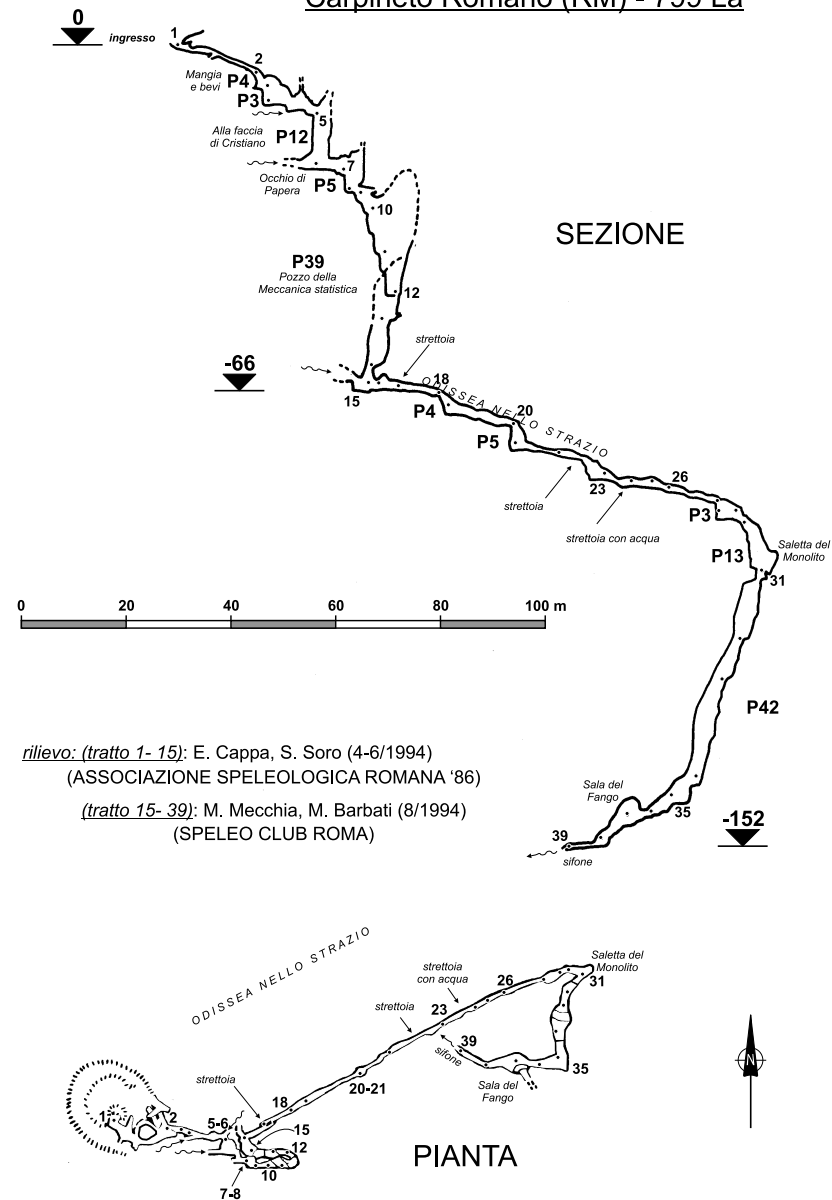 Carpineto Romano (RM) - 799 La
0
ingresso
1
2
Mangia
e bevi
P4
P3
5
Alla faccia
di Cristiano
P12
7
Occhio di
Papera
P5
10
SEZIONE
P39
Pozzo della
Meccanica statistica
12
strettoia
-66
18
ODISSEA NELLO STRAZIO
15
P4
20
P5
23
26
strettoia
P3
strettoia con acqua
Saletta del
Monolito
P13
31
0 20 40 60 80 100 m
P42
rilievo: (tratto 1- 15): E. Cappa, S. Soro (4-6/1994)
(ASSOCIAZIONE SPELEOLOGICA ROMANA ‘86)
(tratto 15- 39): M. Mecchia, M. Barbati (8/1994)
(SPELEO CLUB ROMA)
Sala del
Fango
35
-152
39
sifone
ODISSEA NELLO STRAZIO
Saletta del
Monolito
strettoia
con acqua
26
31
strettoia
23
39
sifone
35
N
strettoia
20-21
Sala del
Fango
18
1
2
5-6
15
12
PIANTA
10
7-8